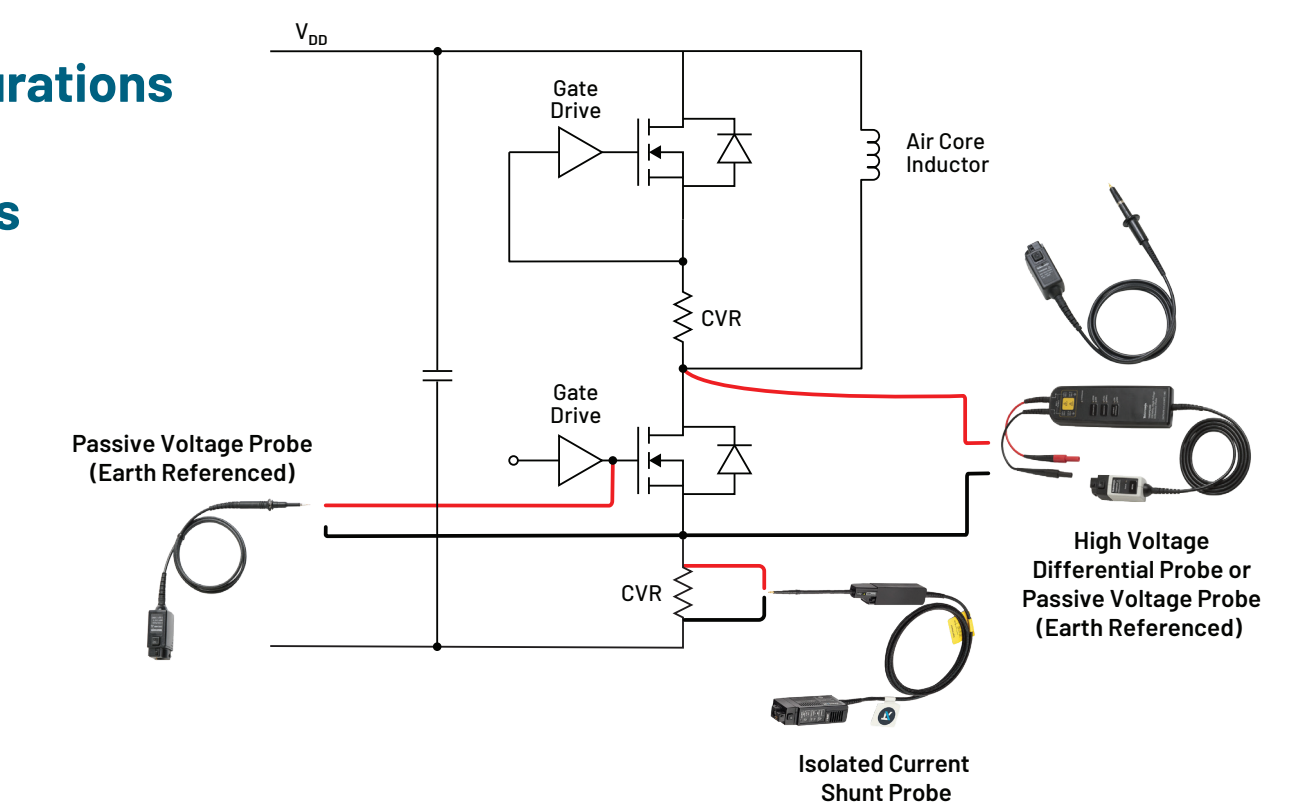 urations
s
VDD
Gate
Drive
Air Core
Inductor
CVR
Gate
Drive
Passive Voltage Probe
(Earth Referenced)
High Voltage
Differential Probe or
Passive Voltage Probe
(Earth Referenced)
CVR
Isolated Current
Shunt Probe